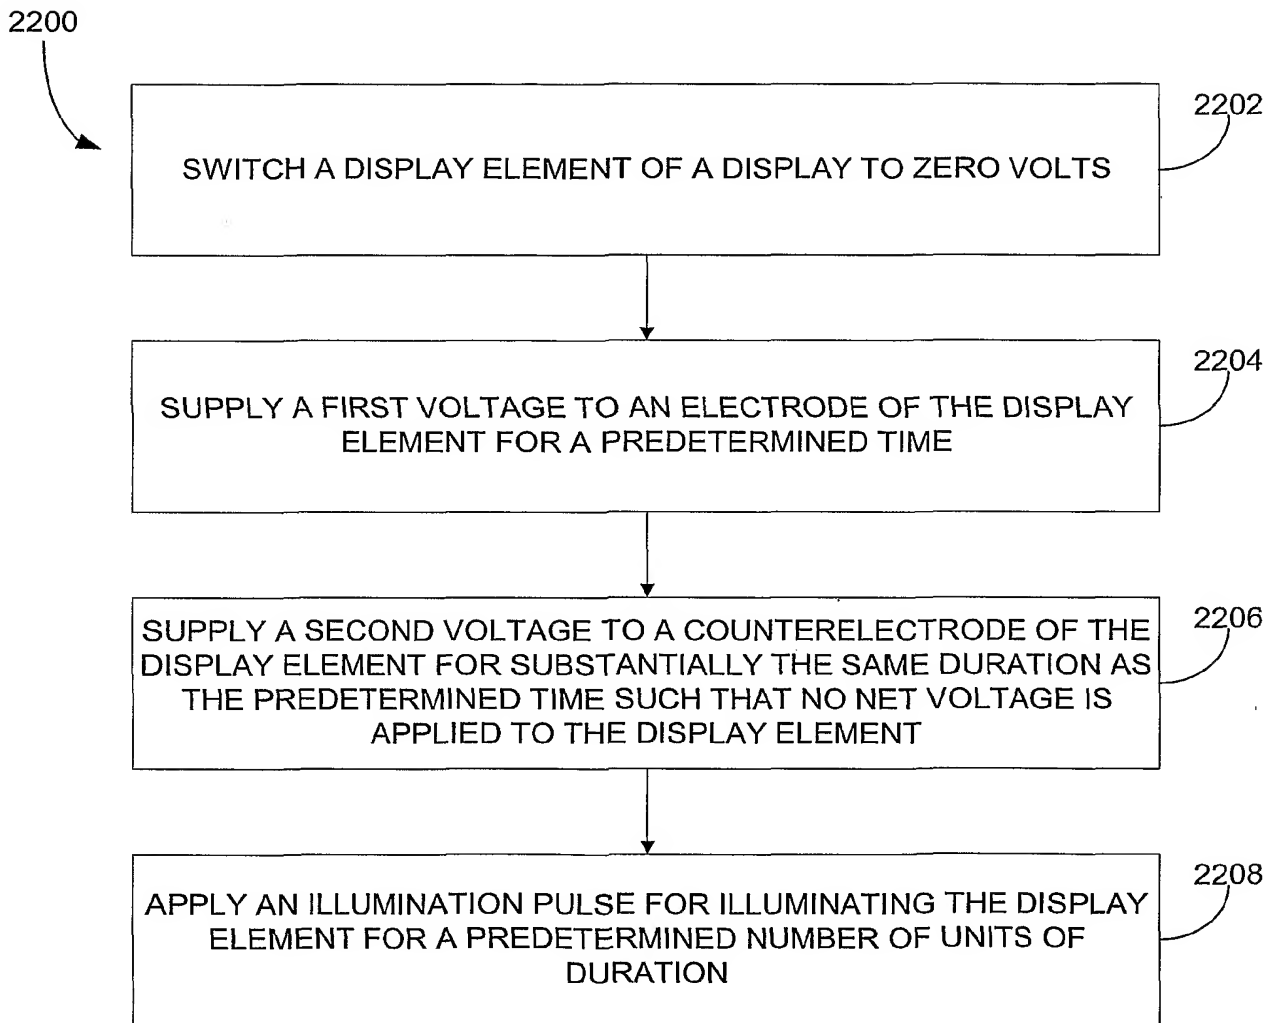 2200
2202
SWITCH A DISPLAY ELEMENT OF A DISPLAY TO ZERO VOLTS
2204
SUPPLY A FIRST VOLTAGE TO AN ELECTRODE OF THE DISPLAY
ELEMENT FOR A PREDETERMINED TIME
2206
SUPPLY A SECOND VOLTAGE TO A COUNTERELECTRODE OF THE
DISPLAY ELEMENT FOR SUBSTANTIALLY THE SAME DURATION AS
THE PREDETERMINED TIME SUCH THAT NO NET VOLTAGE IS
APPLIED TO THE DISPLAY ELEMENT
2208
APPLY AN ILLUMINATION PULSE FOR ILLUMINATING THE DISPLAY
ELEMENT FOR A PREDETERMINED NUMBER OF UNITS OF
DURATION